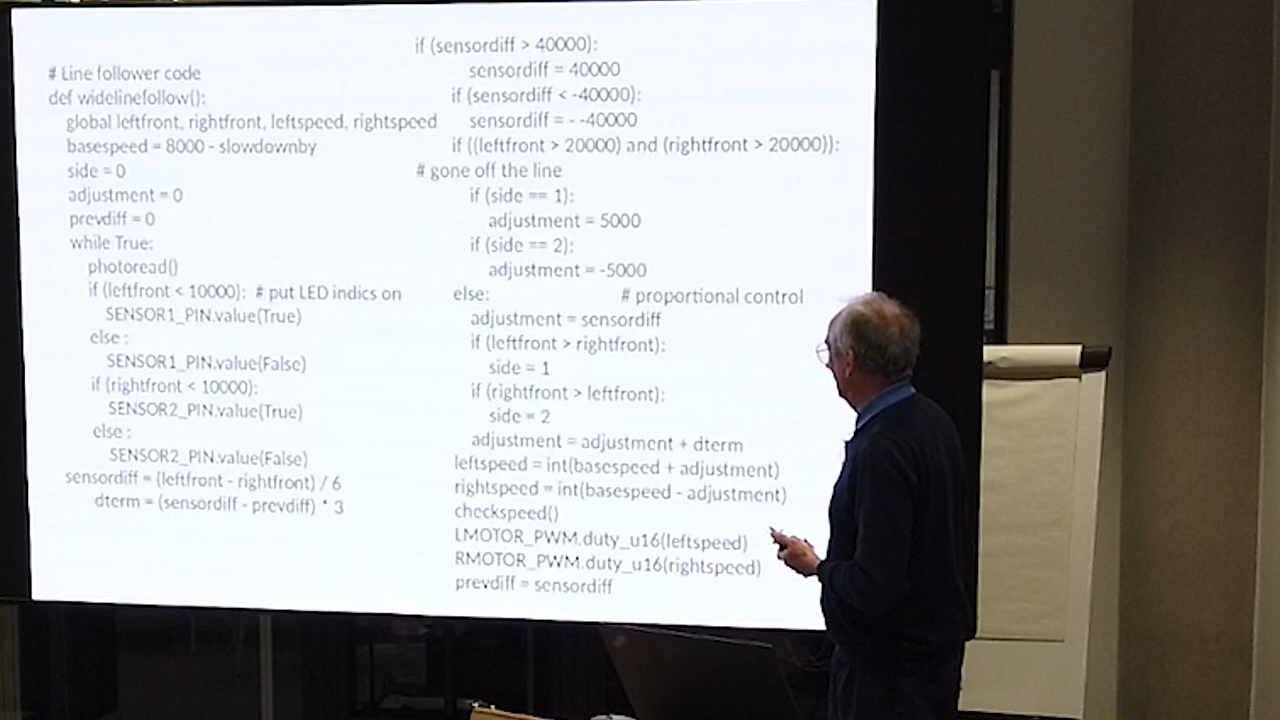 # Line follower code
def widelinefollow():
global leftfront, rightfront, leftspeed, rightspeed
basespeed = 8000 - slowdownby
side = 0
adjustment = 0
prevdiff = 0
while True:
photoread()
if (leftfront < 10000): # put LED indics on
SENSOR1_PIN.value(True)
else :
SENSOR1_PIN.value(False)
if (rightfront < 10000):
SENSOR2_PIN.value(True)
else :
SENSOR2_PIN.value(False)
sensordiff = (leftfront - rightfront) / 6
dterm = (sensordiff - prevdiff) * 3
if (sensordiff > 40000):
sensordiff = 40000
if (sensordiff < -40000):
sensordiff = - -40000
if ((leftfront > 20000) and (rightfront > 20000)):
# gone off the line
if (side == 1):
adjustment = 5000
if (side == 2):
adjustment = -5000
else: # proportional control
adjustment = sensordiff
if (leftfront > rightfront):
side = 1
if (rightfront > leftfront):
side = 2
adjustment = adjustment + dterm
leftspeed = int(basespeed + adjustment)
rightspeed = int(basespeed - adjustment)
checkspeed()
LMOTOR_PWM.duty_u16(leftspeed)
RMOTOR_PWM.duty_u16(rightspeed)
prevdiff = sensordiff